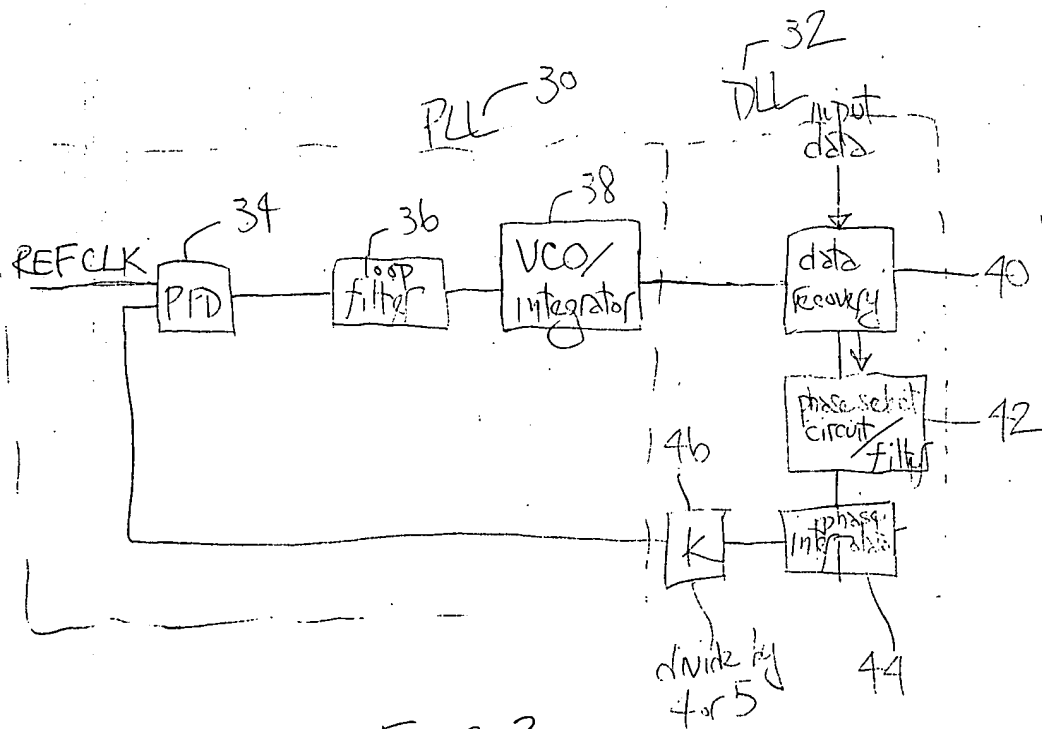 32
DLL
input
data
PLL
30
34
36
38
REFCLK
PFD
loop
filter
VCO/
integrator
data
recovery
40
phase select
circuit/
filter
42
46
K
phase
44
divide by
4 or 5